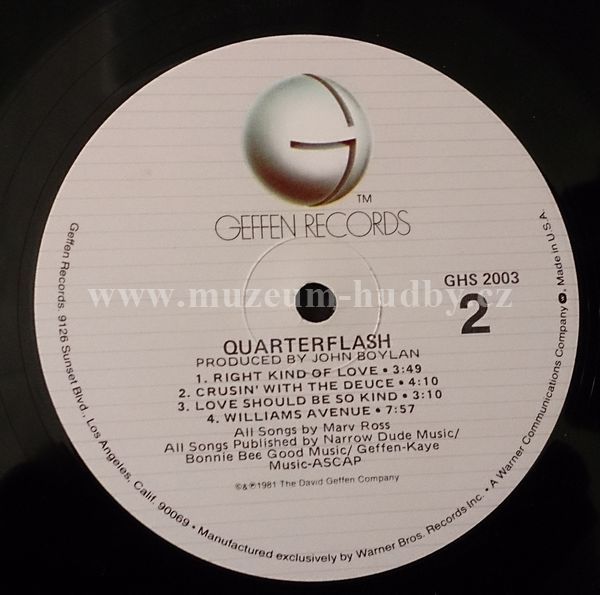 G
TM
GEFFEN RECORDS
GHS 2003
2
www.muzeum-hudby.cz
QUARTERFLASH
PRODUCED BY JOHN BOYLAN
1. RIGHT KIND OF LOVE • 3:49
2. CRUSIN' WITH THE DEUCE • 4:10
3. LOVE SHOULD BE SO KIND • 3:10
4. WILLIAMS AVENUE • 7:57
All Songs by Marv Ross
All Songs Published by Narrow Dude Music/
Bonnie Bee Good Music/ Geffen-Kaye
Music-ASCAP
©&℗1981 The David Geffen Company
Geffen Records, 9126 Sunset Blvd., Los Angeles, Calif. 90069 • Manufactured exclusively by Warner Bros. Records Inc. • A Warner Communications Company. Made in U.S.A.